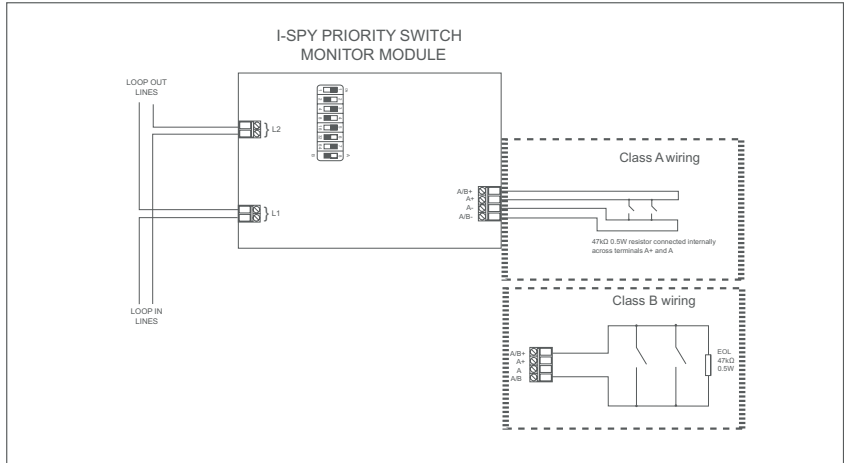 I-SPY PRIORITY SWITCH
MONITOR MODULE
LOOP OUT
LINES
L2
L1
LOOP IN
LINES
A/B+
A+
A-
A/B-
Class A wiring
47kΩ 0.5W resistor connected internally
across terminals A+ and A
Class B wiring
A/B+
A+
A
A/B
EOL
47kΩ
0.5W